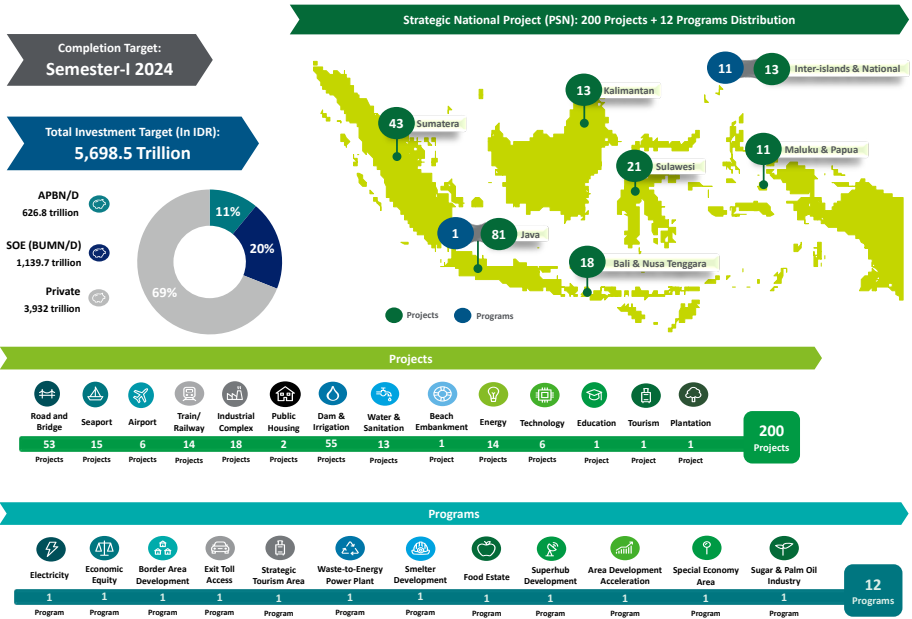 Strategic National Project (PSN): 200 Projects + 12 Programs Distribution
Completion Target:
Semester-I 2024
Total Investment Target (In IDR):
5,698.5 Trillion
APBN/D
626.8 trillion
SOE (BUMN/D)
1,139.7 trillion
Private
3,932 trillion
11%
20%
69%
11 13 Inter-islands & National
13 Kalimantan
43 Sumatera
11 Maluku & Papua
21 Sulawesi
1 81 Java
18 Bali & Nusa Tenggara
Projects Programs
Projects
Road and Bridge
Seaport
Airport
Train/ Railway
Industrial Complex
Public Housing
Dam & Irrigation
Water & Sanitation
Beach Embankment
Energy
Technology
Education
Tourism
Plantation
53 15 6 14 18 2 55 13 1 14 6 1 1 1
Projects Projects Projects Projects Projects Projects Projects Projects Projects Projects Projects Project Project Project
200
Projects
Programs
Electricity
Economic Equity
Border Area Development
Exit Toll Access
Strategic Tourism Area
Waste-to-Energy Power Plant
Smelter Development
Food Estate
Superhub Development
Area Development Acceleration
Special Economy Area
Sugar & Palm Oil Industry
1 1 1 1 1 1 1 1 1 1 1 1
Program Program Program Program Program Program Program Program Program Program Program Program
12
Programs